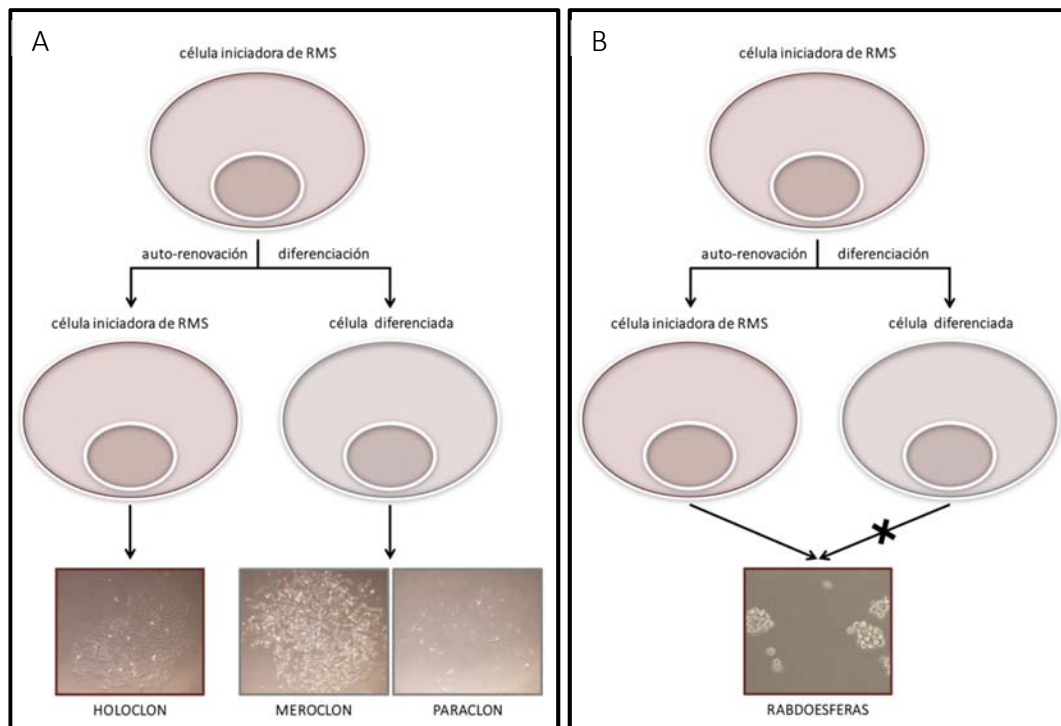 A
célula iniciadora de RMS
auto-renovación diferenciación
célula iniciadora de RMS célula diferenciada
HOLOCLON MEROCLON PARACLON
B
célula iniciadora de RMS
auto-renovación diferenciación
célula iniciadora de RMS célula diferenciada
RABDOESFERAS